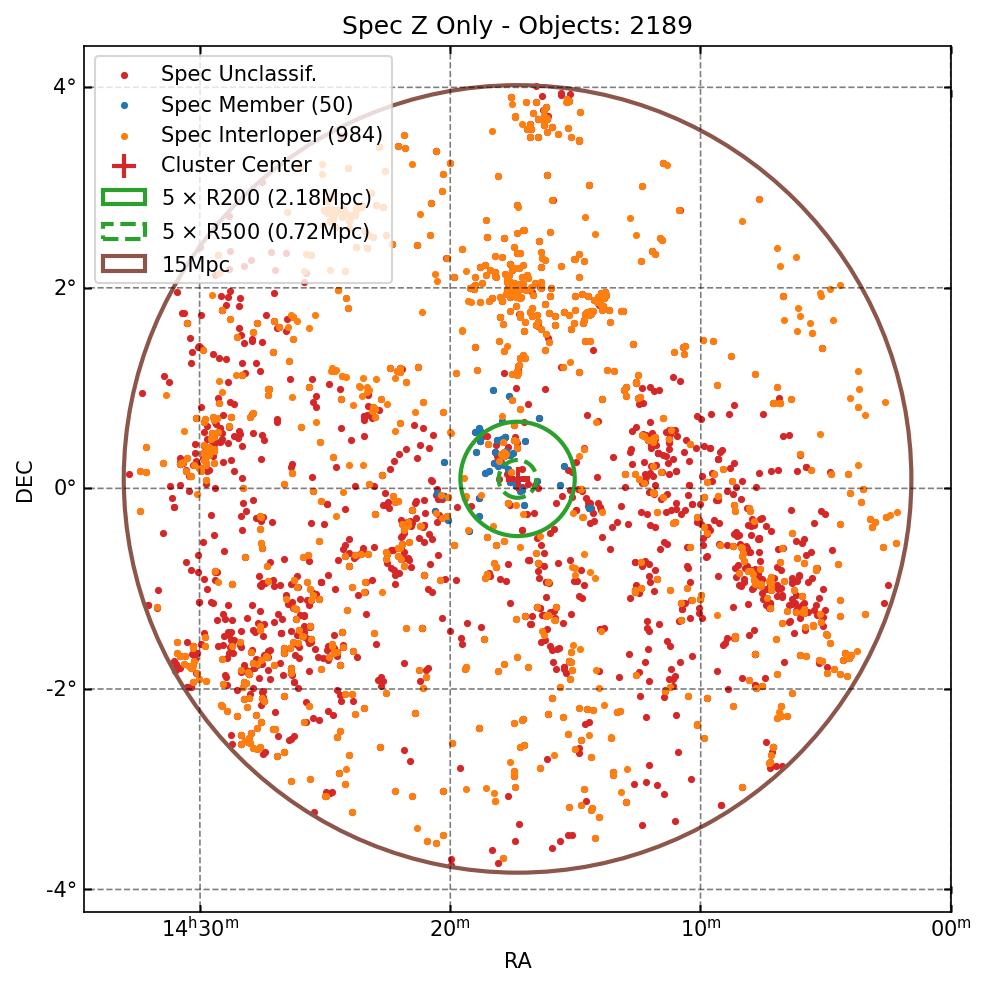 Spec Z Only - Objects: 2189
Spec Unclassif.
Spec Member (50)
Spec Interloper (984)
Cluster Center
5 × R200 (2.18Mpc)
5 × R500 (0.72Mpc)
15Mpc
4°
2°
0°
-2°
-4°
DEC
14ʰ30ᵐ 20ᵐ 10ᵐ 00ᵐ
RA